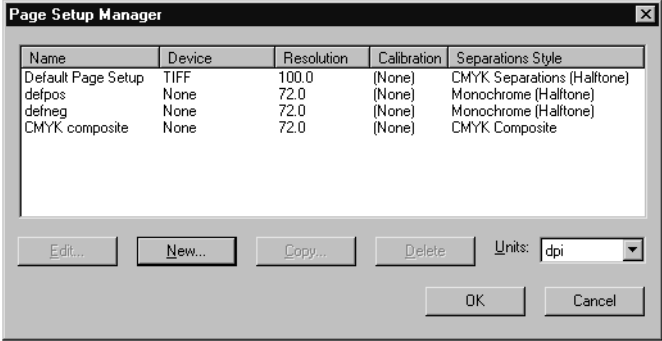 Page Setup Manager
Name Device Resolution Calibration Separations Style
Default Page Setup TIFF 100.0 (None) CMYK Separations (Halftone)
defpos None 72.0 (None) Monochrome (Halftone)
defneg None 72.0 (None) Monochrome (Halftone)
CMYK composite None 72.0 (None) CMYK Composite
Edit... New... Copy... Delete Units: dpi
OK Cancel